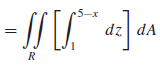 = ∬_R [∫_1^{5−x} dz] dA